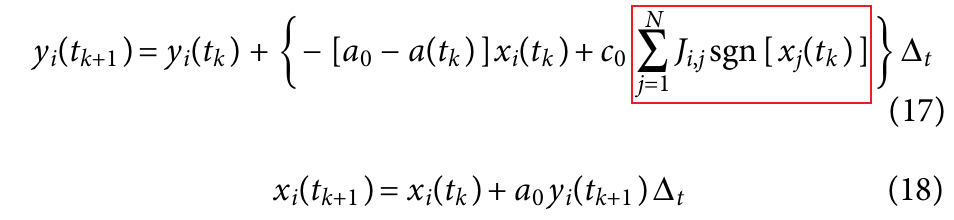 y_i(t_{k+1}) = y_i(t_k) + { − [a_0 − a(t_k)] x_i(t_k) + c_0 ∑_{j=1}^{N} J_{i,j} sgn [x_j(t_k)] } Δ_t
(17)
x_i(t_{k+1}) = x_i(t_k) + a_0 y_i(t_{k+1}) Δ_t (18)